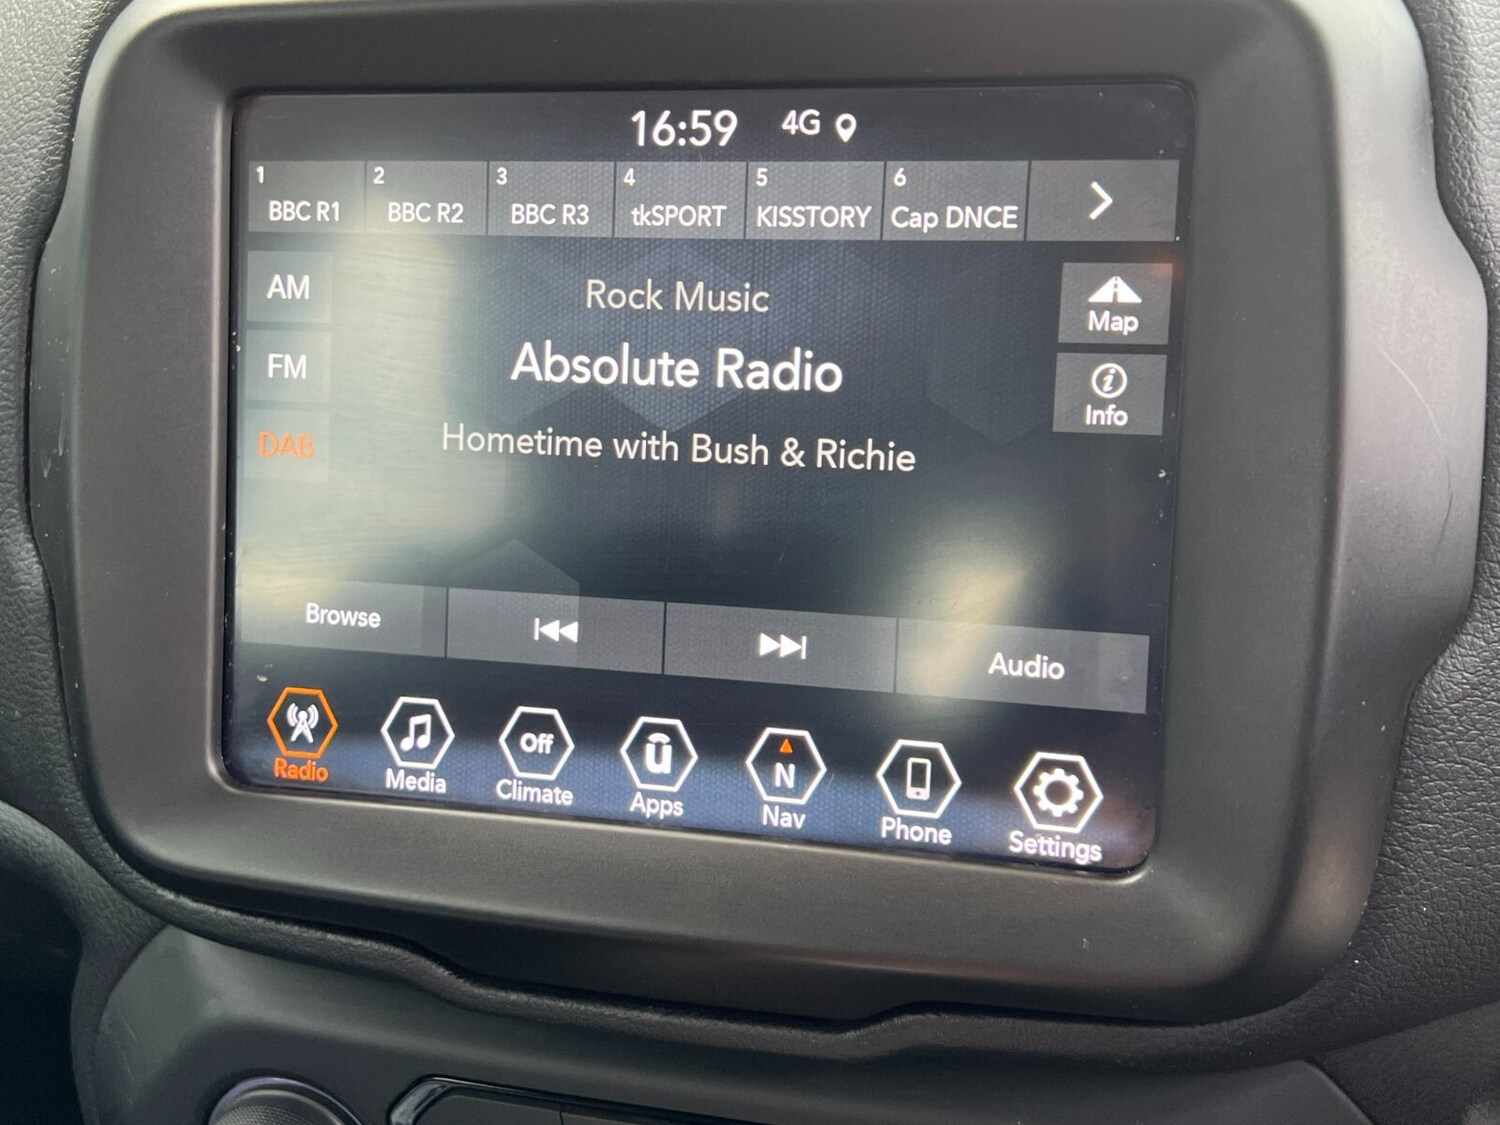 16:59 4G
1 2 3 4 5 6
BBC R1 BBC R2 BBC R3 tkSPORT KISSTORY Cap DNCE
AM
Rock Music
Map
FM
Absolute Radio
Info
DAB
Hometime with Bush & Richie
Browse Audio
Off u N
Radio Media Climate Apps Nav Phone Settings